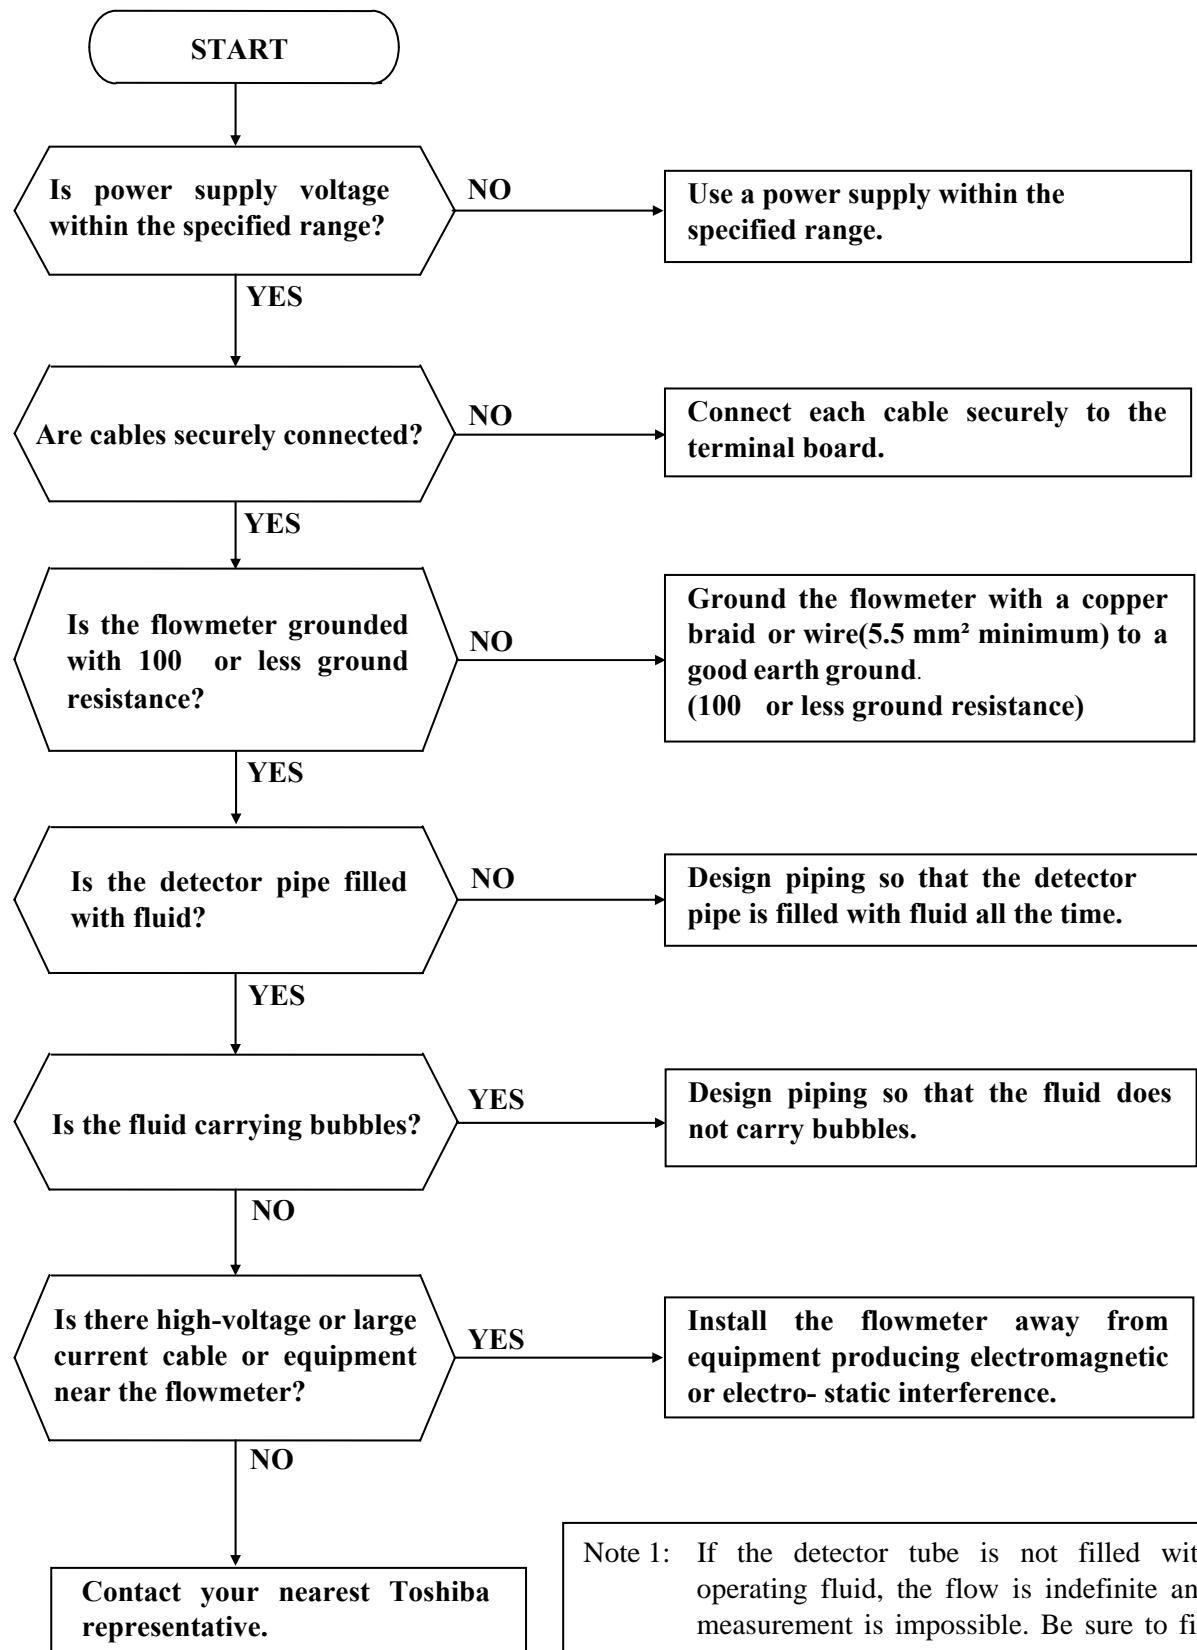 START
Is power supply voltage
within the specified range?
NO
Use a power supply within the
specified range.
YES
Are cables securely connected?
NO
Connect each cable securely to the
terminal board.
YES
Is the flowmeter grounded
with 100 or less ground
resistance?
NO
Ground the flowmeter with a copper
braid or wire(5.5 mm² minimum) to a
good earth ground.
(100 or less ground resistance)
YES
Is the detector pipe filled
with fluid?
NO
Design piping so that the detector
pipe is filled with fluid all the time.
YES
Is the fluid carrying bubbles?
YES
Design piping so that the fluid does
not carry bubbles.
NO
Is there high-voltage or large
current cable or equipment
near the flowmeter?
YES
Install the flowmeter away from
equipment producing electromagnetic
or electro- static interference.
NO
Contact your nearest Toshiba
representative.
Note 1: If the detector tube is not filled
operating fluid, the flow is indefinite
measurement is impossible. Be sure to